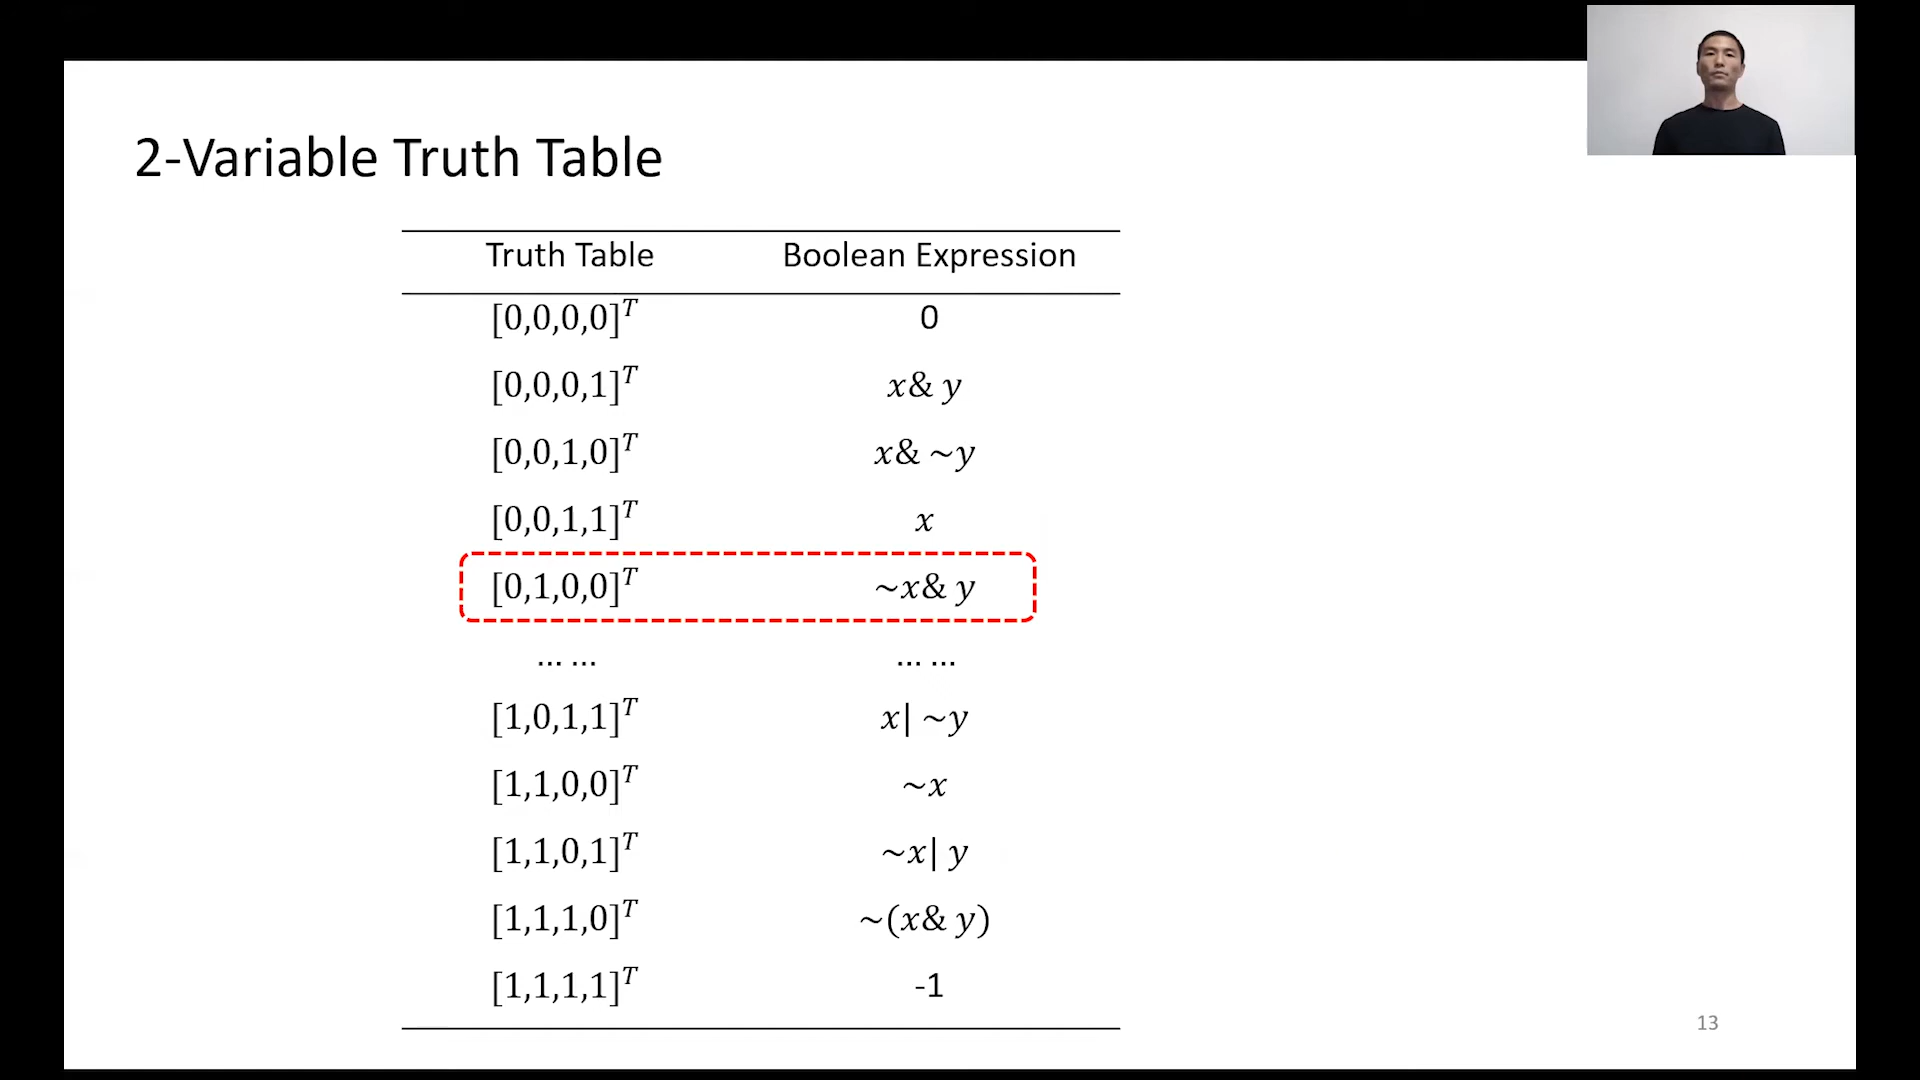 2-Variable Truth Table
Truth Table Boolean Expression
[0,0,0,0]^T 0
[0,0,0,1]^T x& y
[0,0,1,0]^T x& ~y
[0,0,1,1]^T x
[0,1,0,0]^T ~x& y
... ... ... ...
[1,0,1,1]^T x| ~y
[1,1,0,0]^T ~x
[1,1,0,1]^T ~x| y
[1,1,1,0]^T ~(x& y)
[1,1,1,1]^T -1
13